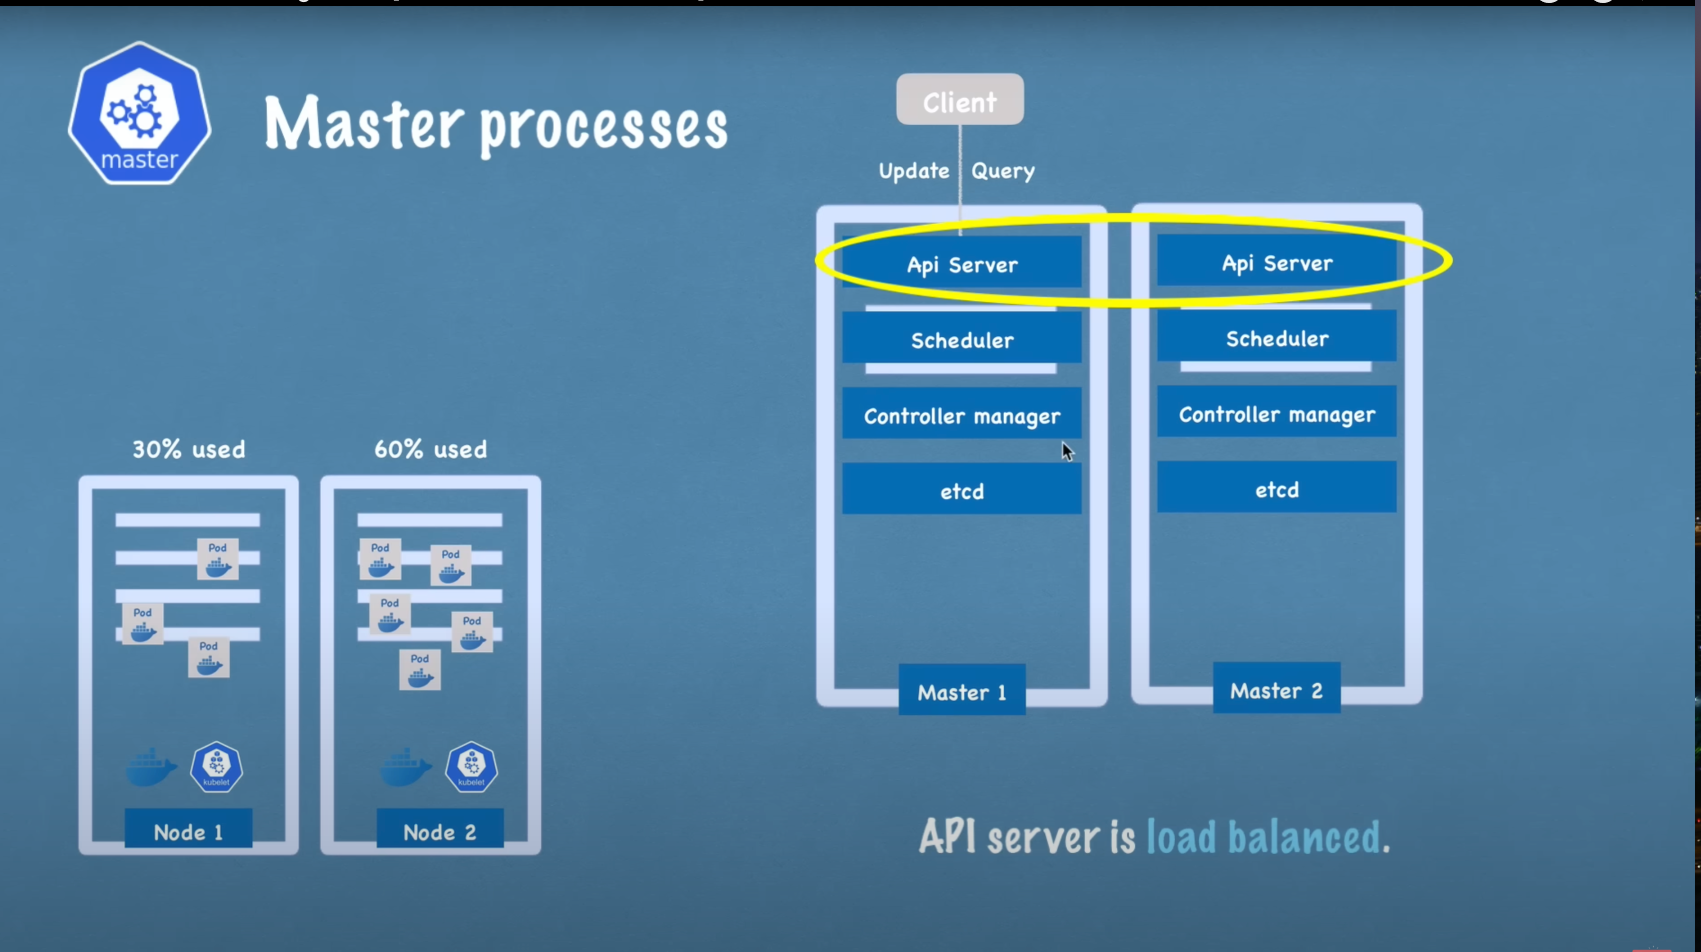 master
Master processes
Client
Update
Query
Api Server
Scheduler
Controller manager
etcd
Master 1
Api Server
Scheduler
Controller manager
etcd
Master 2
30% used
Pod
Pod
Pod
kubelet
Node 1
60% used
Pod
Pod
Pod
Pod
Pod
kubelet
Node 2
API server is load balanced.